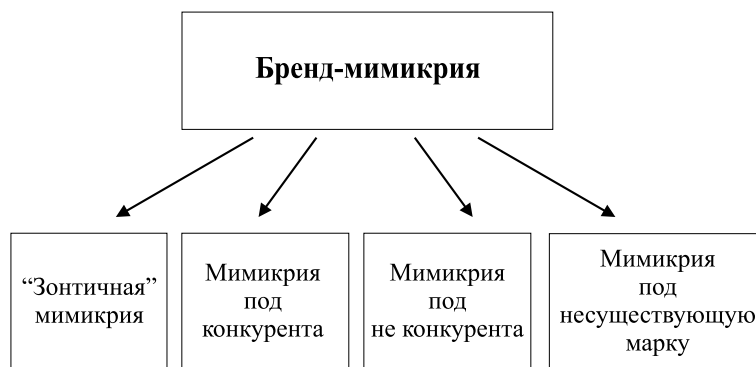 Бренд-мимикрия
“Зонтичная”
мимикрия
Мимикрия
под
конкурента
Мимикрия
под
не конкурента
Мимикрия
под
несуществующую
марку